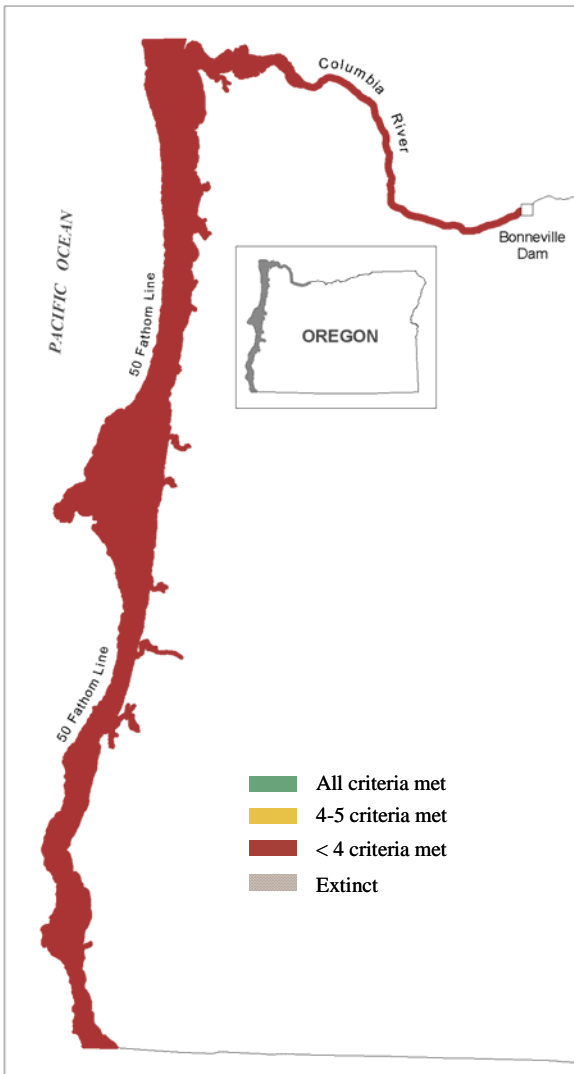 Columbia
River
Bonneville
Dam
PACIFIC OCEAN
50 Fathom Line
OREGON
50 Fathom Line
All criteria met
4-5 criteria met
< 4 criteria met
Extinct